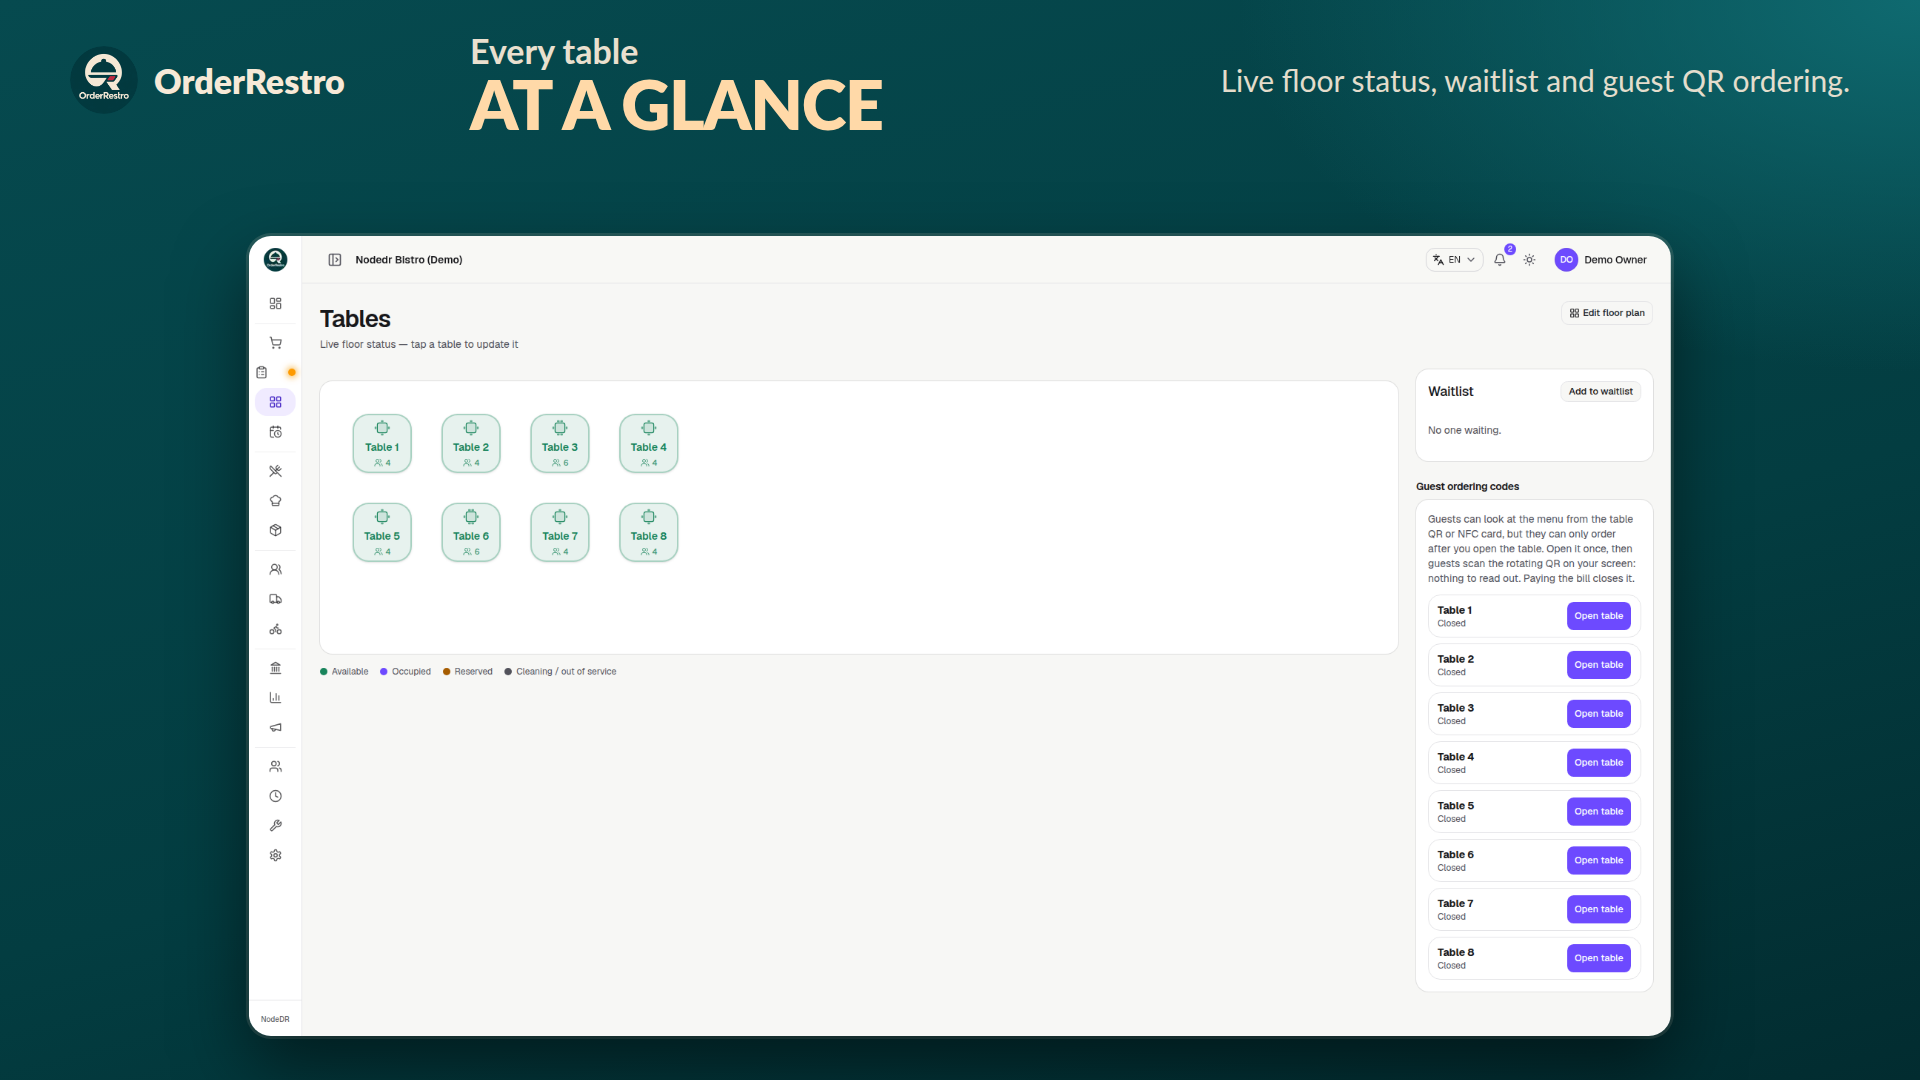 OrderRestro
OrderRestro
Every table
AT A GLANCE
Live floor status, waitlist and guest QR ordering.
Nodedr Bistro (Demo)
EN
2
DO
Demo Owner
Tables
Live floor status — tap a table to update it
Edit floor plan
Table 1
4
Table 2
4
Table 3
6
Table 4
4
Table 5
4
Table 6
6
Table 7
4
Table 8
4
Available
Occupied
Reserved
Cleaning / out of service
Waitlist
Add to waitlist
No one waiting.
Guest ordering codes
Guests can look at the menu from the table
QR or NFC card, but they can only order
after you open the table. Open it once, then
guests scan the rotating QR on your screen:
nothing to read out. Paying the bill closes it.
Table 1
Closed
Open table
Table 2
Closed
Open table
Table 3
Closed
Open table
Table 4
Closed
Open table
Table 5
Closed
Open table
Table 6
Closed
Open table
Table 7
Closed
Open table
Table 8
Closed
Open table
NodeDR